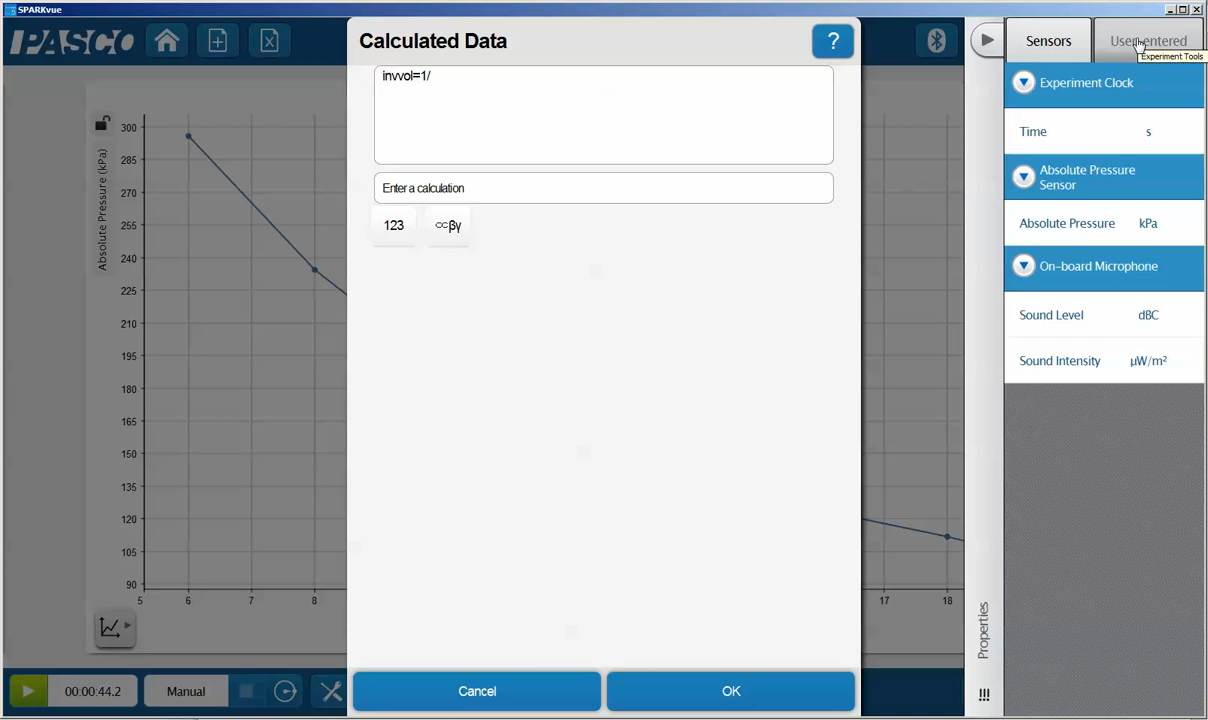 SPARKvue
PASCO
Calculated Data
?
invvol=1/
Enter a calculation
123
∝βγ
Cancel
OK
Absolute Pressure (kPa)
300
285
270
255
240
225
210
195
180
165
150
135
120
105
90
5 6 7 8 17 18
00:00:44.2
Manual
Properties
Sensors
Experiment Tools
Experiment Clock
Time s
Absolute Pressure
Sensor
Absolute Pressure kPa
On-board Microphone
Sound Level dBC
Sound Intensity µW/m²